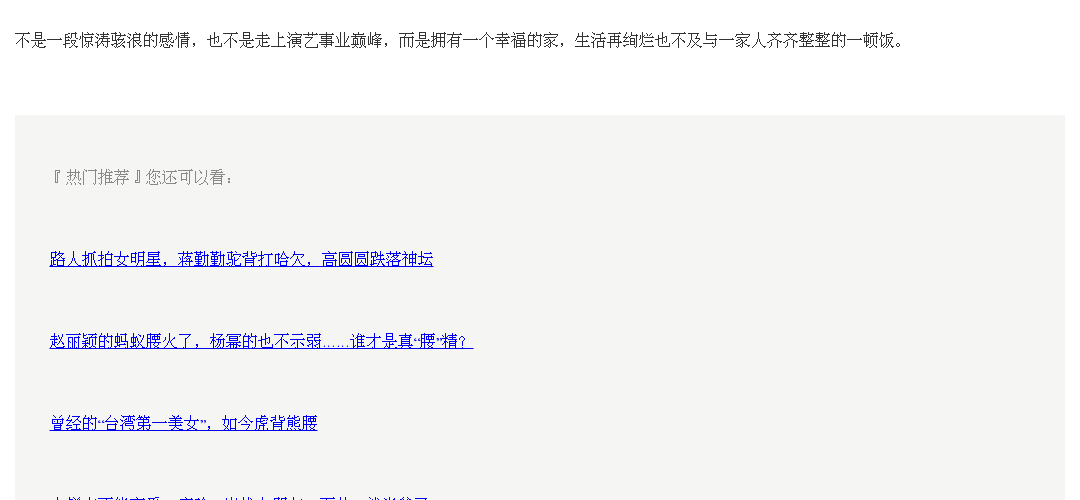 不是一段惊涛骇浪的感情，也不是走上演艺事业巅峰，而是拥有一个幸福的家，生活再绚烂也不及与一家人齐齐整整的一顿饭。
『 热门推荐 』您还可以看：
路人抓拍女明星，蒋勤勤驼背打哈欠，高圆圆跌落神坛
赵丽颖的蚂蚁腰火了，杨幂的也不示弱……谁才是真“腰”精？
曾经的“台湾第一美女”，如今虎背熊腰